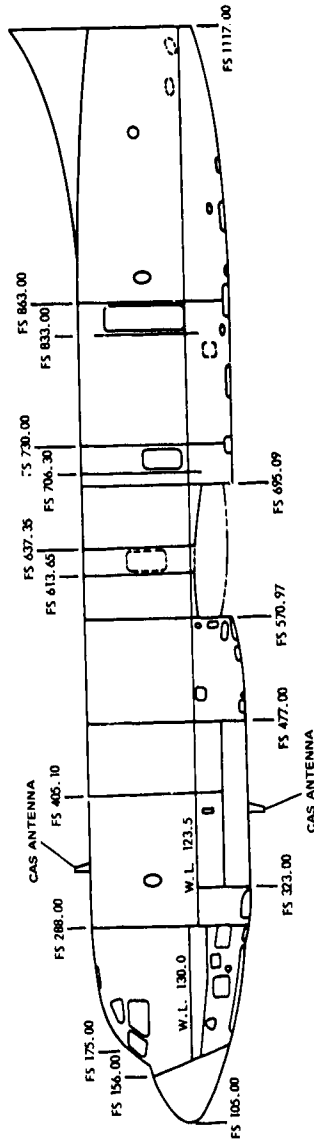 FS 105.00
FS 156.00
FS 175.00
W.L. 130.0
FS 288.00
CAS ANTENNA
W.L. 123.5
FS 323.00
CAS ANTENNA
FS 405.10
FS 477.00
FS 570.97
FS 613.65
FS 637.35
FS 695.09
FS 706.30
FS 730.00
FS 833.00
FS 863.00
FS 1117.00